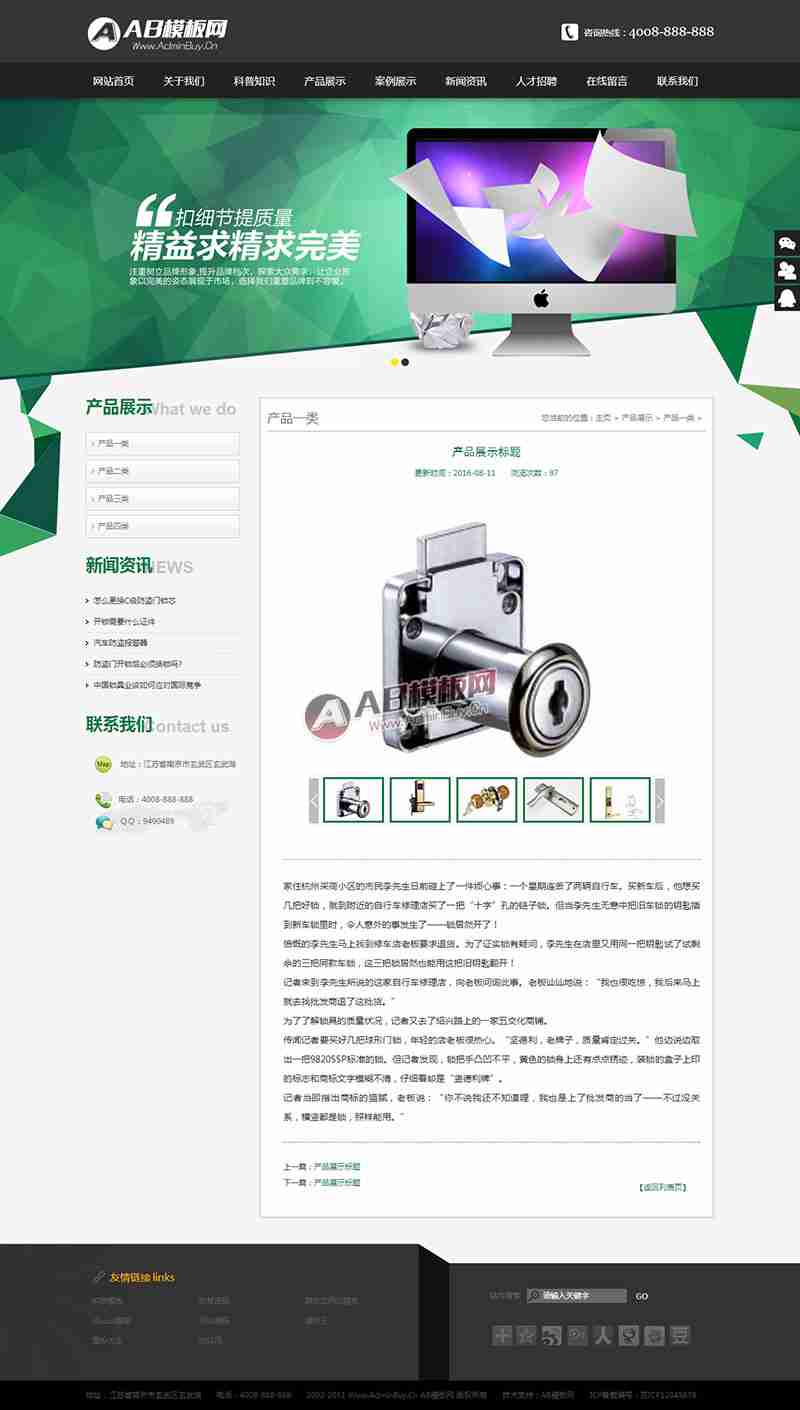 AB模板网
Www.AdminBuy.Cn
咨询热线：4008-888-888
网站首页 关于我们 科普知识 产品展示 案例展示 新闻资讯 人才招聘 在线留言 联系我们
扣细节提质量
精益求精求完美
注重树立品牌形象,提升品牌档次，探索大众需求，让企业形
象以完美的姿态展现于市场，选择我们重塑品牌刻不容缓。
产品展示 What we do
产品一类
产品二类
产品三类
产品四类
新闻资讯 NEWS
怎么更换C级防盗门锁芯
开锁需要什么证件
汽车防盗报警器
防盗门开锁后必须换锁吗?
中国锁具业该如何应对国际竞争
联系我们 Contact us
Map
地址：江苏省南京市玄武区玄武湖
电话：4008-888-888
QQ：9490489
产品一类
您当前的位置：主页 > 产品展示 > 产品一类 >
产品展示标题
更新时间：2016-08-11 浏览次数：97
AB模板网
Www.AdminBuy.Cn
家住杭州采荷小区的市民李先生日前碰上了一件烦心事：一个星期连丢了两辆自行车。买新车后，他想买
几把好锁，就到附近的自行车修理店买了一把“十字”孔的链子锁。但当李先生无意中把旧车锁的钥匙插
到新车锁里时，令人意外的事发生了——锁居然开了！
愤慨的李先生马上找到修车店老板要求退货。为了证实锁有疑问，李先生在店里又用同一把钥匙试了试剩
余的三把同款车锁，这三把锁居然也能用这把旧钥匙翻开！
记者来到李先生所说的这家自行车修理店，向老板问询此事。老板讪讪地说：“我也很吃惊，我后来马上
就去找批发商退了这批货。”
为了了解锁具的质量状况，记者又去了绍兴路上的一家五交化商铺。
传闻记者要买好几把球形门锁，年轻的店老板很热心。“坚德利，老牌子，质量肯定过关。”他边说边取
出一把9820SSP标准的锁。但记者发现，锁把手凸凹不平，黄色的锁身上还有点点锈迹，装锁的盒子上印
的标志和商标文字模糊不清，仔细看却是“坚德利牌”。
记者当即指出商标的猫腻，老板说：“你不说我还不知道哩，我也是上了批发商的当了——不过没关
系，横竖都是锁，照样能用。”
上一篇：产品展示标题
下一篇：产品展示标题
【返回列表页】
友情链接 links
站内搜索
请输入关键字
GO
地址：江苏省南京市玄武区玄武湖 电话：4008-888-888 2002-2011 Www.AdminBuy.Cn AB模板网 版权所有 技术支持：AB模板网 ICP备案编号：苏ICP12345678